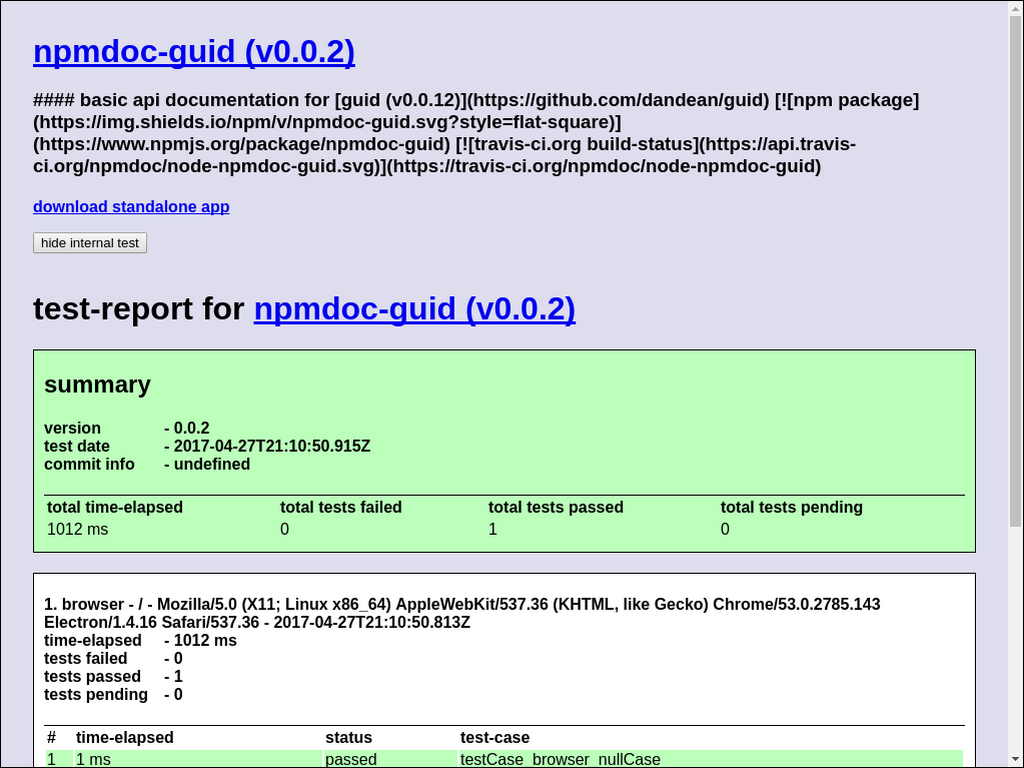 npmdoc-guid (v0.0.2)
#### basic api documentation for [guid (v0.0.12)](https://github.com/dandean/guid) [![npm package]
(https://img.shields.io/npm/v/npmdoc-guid.svg?style=flat-square)]
(https://www.npmjs.org/package/npmdoc-guid) [![travis-ci.org build-status](https://api.travis-
ci.org/npmdoc/node-npmdoc-guid.svg)](https://travis-ci.org/npmdoc/node-npmdoc-guid)
download standalone app
hide internal test
test-report for npmdoc-guid (v0.0.2)
summary
version - 0.0.2
test date - 2017-04-27T21:10:50.915Z
commit info - undefined
total time-elapsed total tests failed total tests passed total tests pending
1012 ms 0 1 0
1. browser - / - Mozilla/5.0 (X11; Linux x86_64) AppleWebKit/537.36 (KHTML, like Gecko) Chrome/53.0.2785.143
Electron/1.4.16 Safari/537.36 - 2017-04-27T21:10:50.813Z
time-elapsed - 1012 ms
tests failed - 0
tests passed - 1
tests pending - 0
# time-elapsed status test-case
1 1 ms passed testCase_browser_nullCase